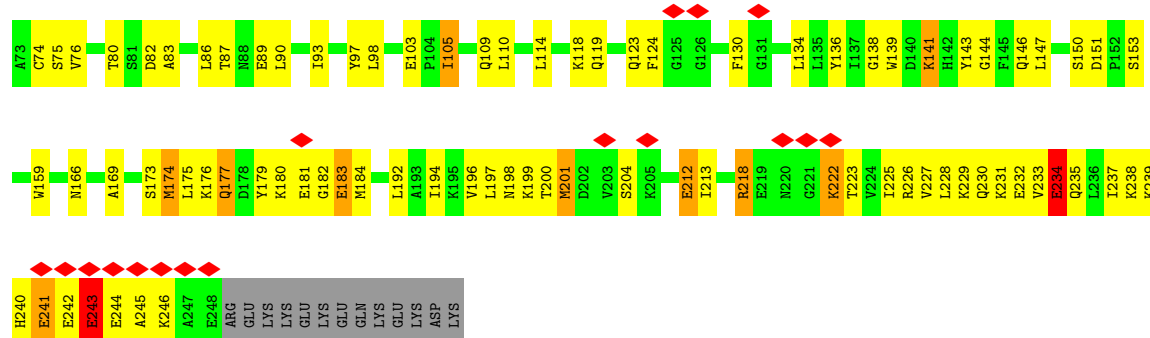 A73 C74 S75 V76 T80 S81 D82 A83 L86 T87 N88 E89 L90 I93 Y97 L98 E103 P104 I105 Q109 L110 L114 K118 Q119 Q123 F124 G125 G126 F130 G131 L134 L135 Y136 I137 G138 W139 D140 K141 H142 Y143 G144 F145 Q146 L147 S150 D151 P152 S153
W159 N166 A169 S173 M174 L175 K176 Q177 D178 Y179 K180 E181 G182 E183 M184 L192 A193 I194 K195 V196 L197 N198 K199 T200 M201 D202 V203 S204 K205 E212 I213 R218 E219 N220 G221 K222 T223 V224 I225 R226 V227 L228 K229 Q230 K231 E232 V233 E234 Q235 L236 I237 K238 K239
H240 E241 E242 E243 E244 A245 K246 A247 E248 ARG GLU LYS LYS GLU LYS GLU GLN LYS GLU LYS ASP LYS